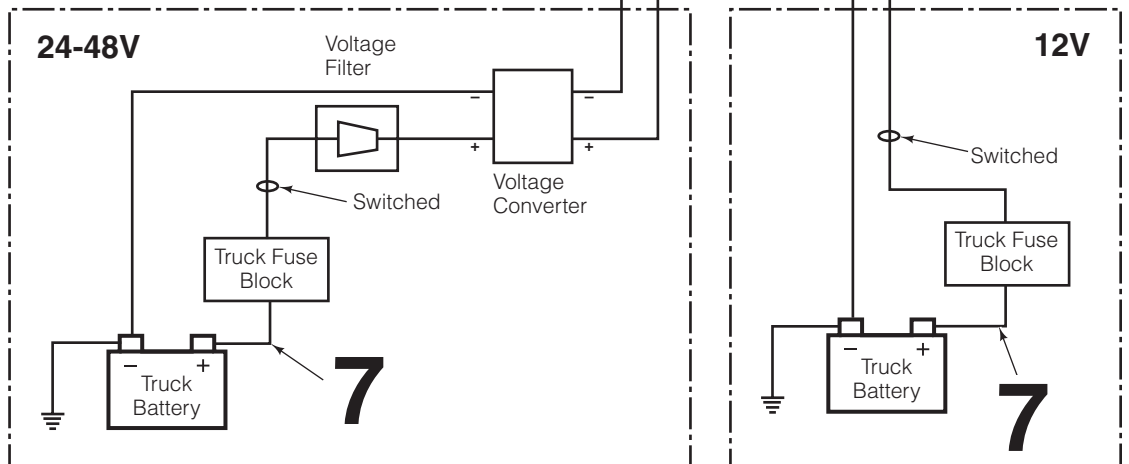 24-48V
Voltage
Filter
–
–
+
+
Voltage
Converter
Switched
Truck Fuse
Block
– +
Truck
Battery
7
12V
Switched
Truck Fuse
Block
– +
Truck
Battery
7